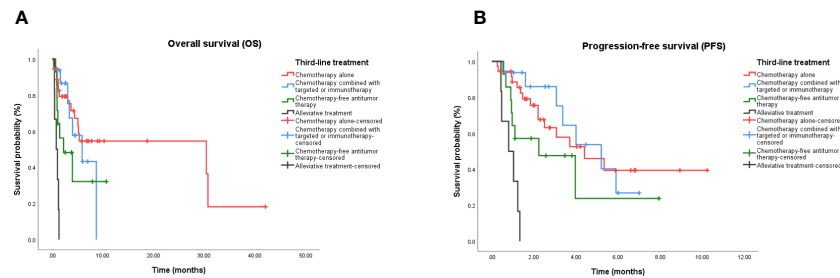 A
Overall survival (OS)
Susrvival probability (%)
1.0
0.8
0.6
0.4
0.2
0.0
.00
10.00
20.00
30.00
40.00
50.00
Time (months)
Third-line treatment
Chemotherapy alone
Chemotherapy combined with
targeted or immunotherapy
Chemotherapy-free antitumor
therapy
Alleviative treatment
Chemotherapy alone-censored
Chemotherapy combined with
targeted or immunotherapy-
censored
Chemotherapy-free antitumor
therapy-censored
Alleviative treatment-censored
B
Progression-free survival (PFS)
Susrvival probability (%)
1.0
0.8
0.6
0.4
0.2
0.0
.00
2.00
4.00
6.00
8.00
10.00
12.00
Time (months)
Third-line treatment
Chemotherapy alone
Chemotherapy combined with
targeted or immunotherapy
Chemotherapy-free antitumor
therapy
Alleviative treatment
Chemotherapy alone-censored
Chemotherapy combined with
targeted or immunotherapy-
censored
Chemotherapy-free antitumor
therapy-censored
Alleviative treatment-censored